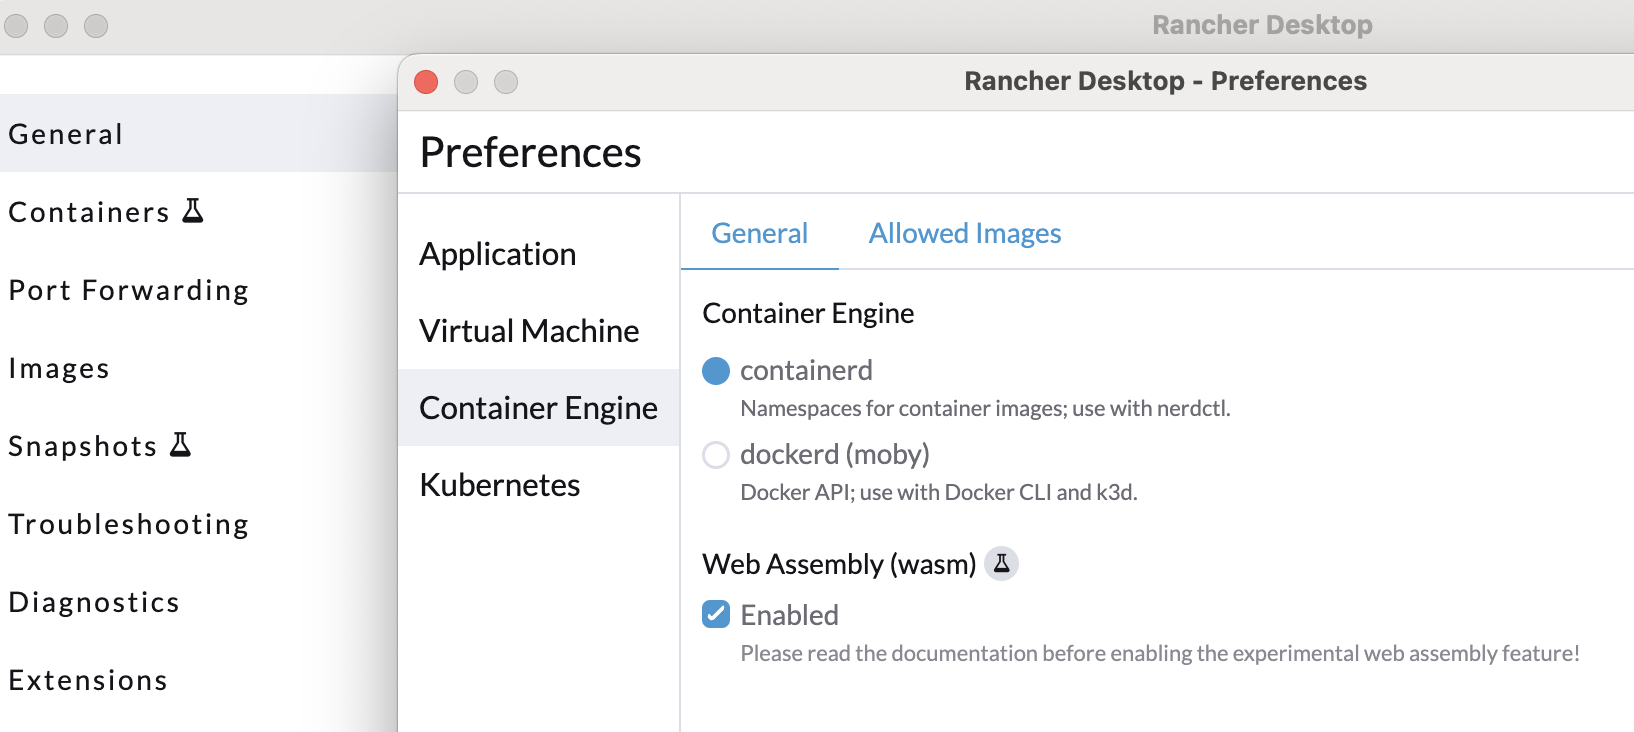 Rancher Desktop
General
Containers
Port Forwarding
Images
Snapshots
Troubleshooting
Diagnostics
Extensions
Rancher Desktop - Preferences
Preferences
Application
Virtual Machine
Container Engine
Kubernetes
General Allowed Images
Container Engine
containerd
Namespaces for container images; use with nerdctl.
dockerd (moby)
Docker API; use with Docker CLI and k3d.
Web Assembly (wasm)
Enabled
Please read the documentation before enabling the experimental web assembly feature!